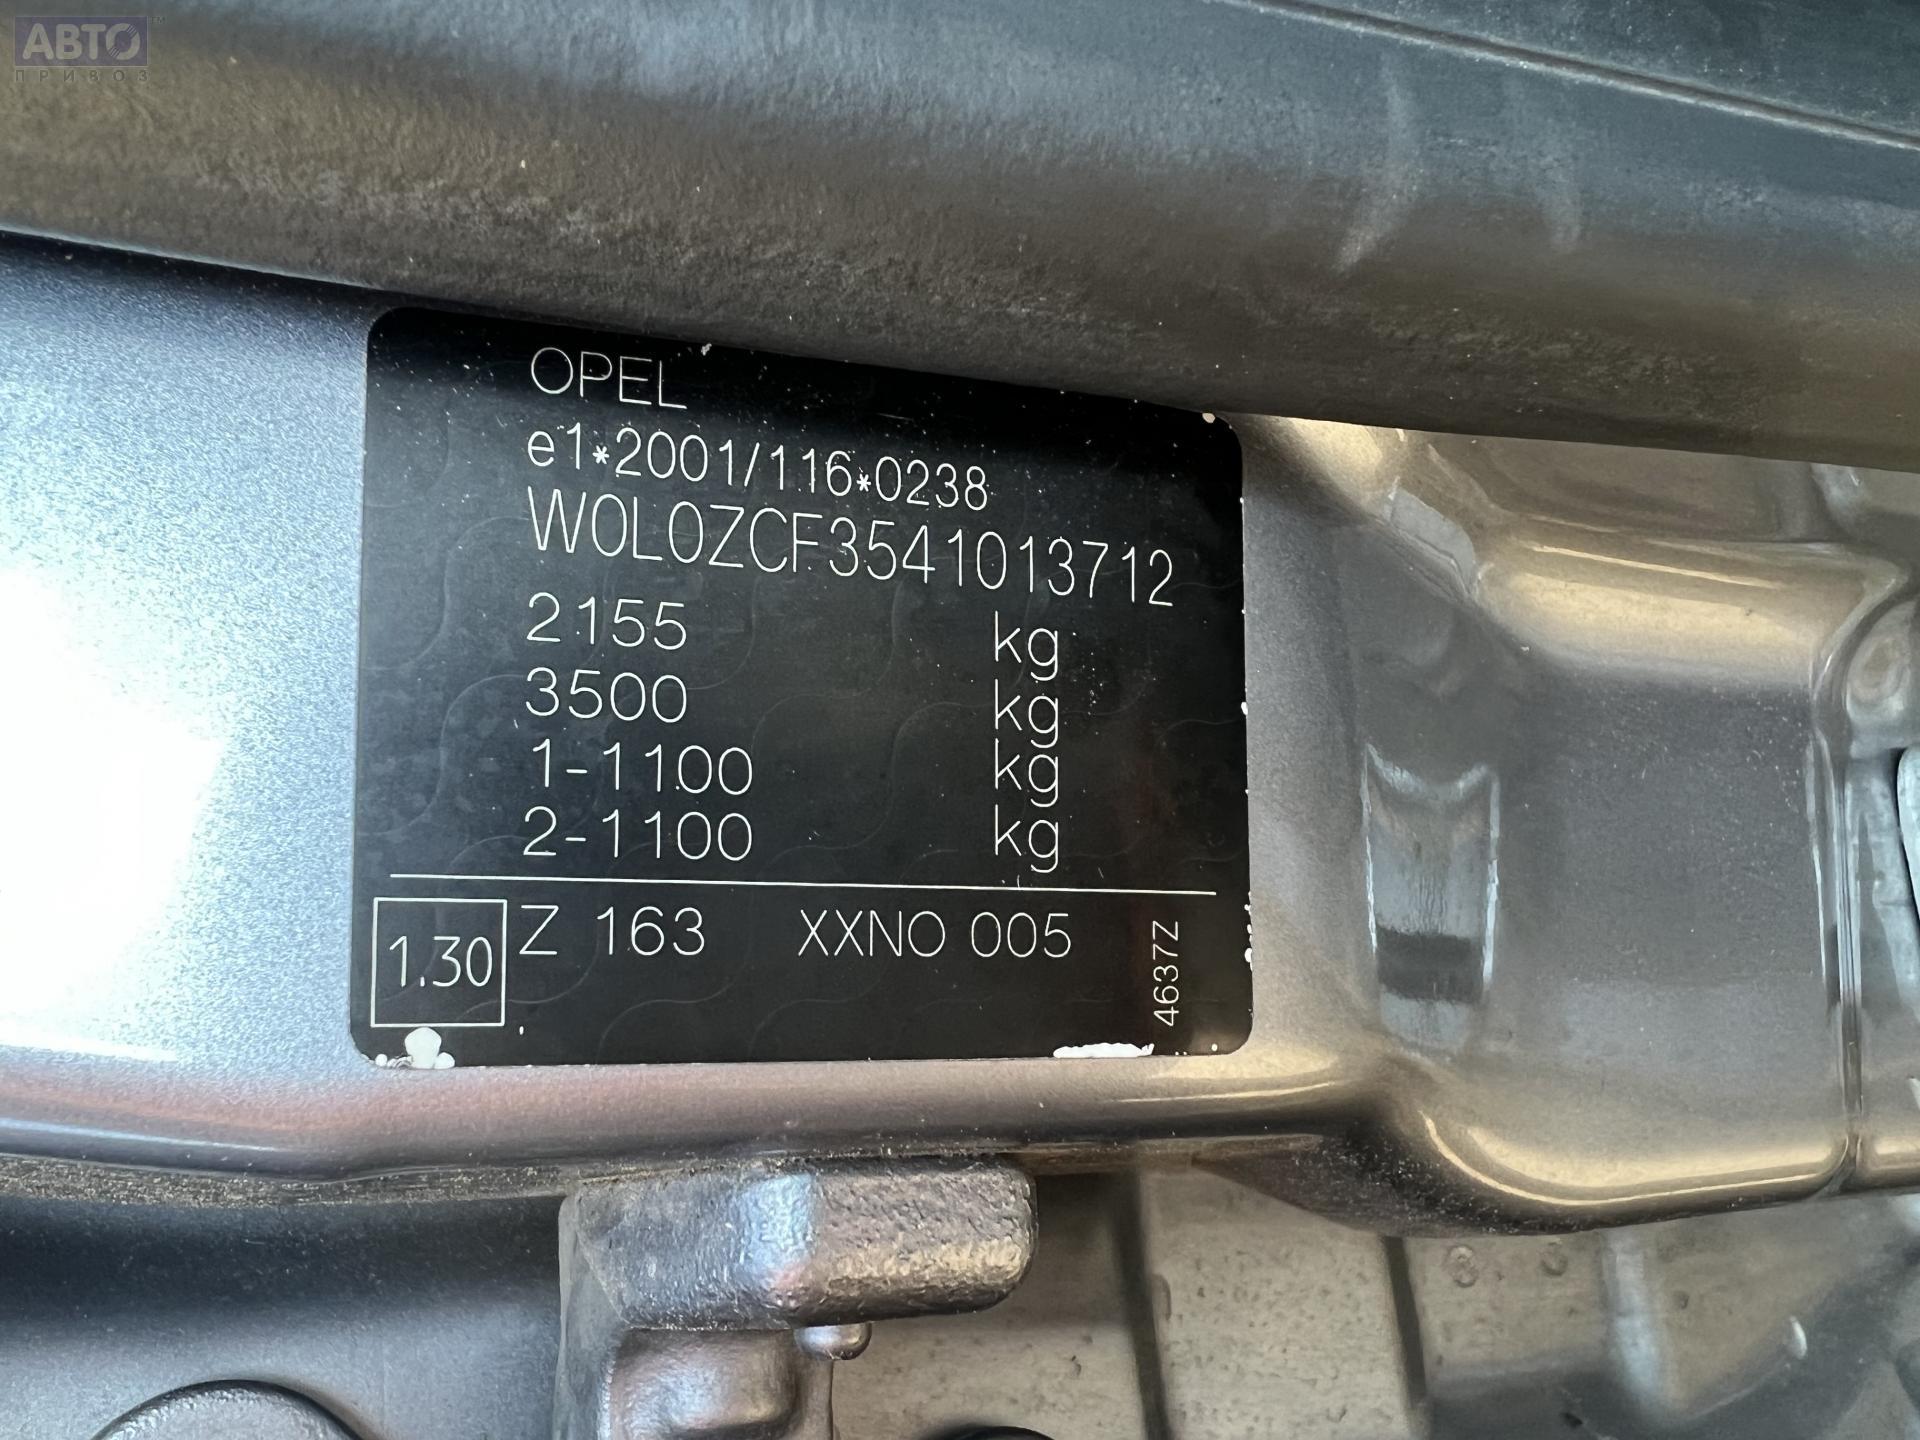 АВТО™
ПРИВОЗ
OPEL
e1*2001/116*0238
W0L0ZCF3541013712
2155 kg
3500 kg
1-1100 kg
2-1100 kg
1.30 Z 163 XXNO 005
4637Z